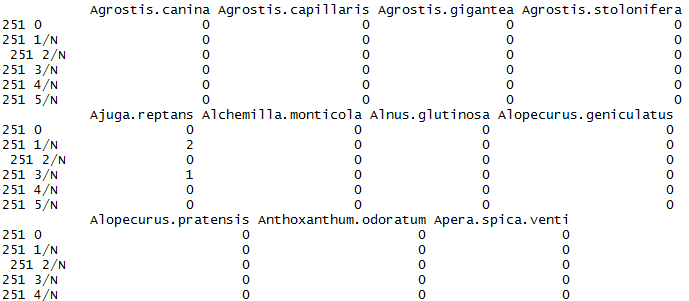 Agrostis.canina Agrostis.capillaris Agrostis.gigantea Agrostis.stolonifera
251 0 0 0 0 0
251 1/N 0 0 0 0
251 2/N 0 0 0 0
251 3/N 0 0 0 0
251 4/N 0 0 0 0
251 5/N 0 0 0 0
Ajuga.reptans Alchemilla.monticola Alnus.glutinosa Alopecurus.geniculatus
251 0 0 0 0 0
251 1/N 2 0 0 0
251 2/N 0 0 0 0
251 3/N 1 0 0 0
251 4/N 0 0 0 0
251 5/N 0 0 0 0
Alopecurus.pratensis Anthoxanthum.odoratum Apera.spica.venti
251 0 0 0 0
251 1/N 0 0 0
251 2/N 0 0 0
251 3/N 0 0 0
251 4/N 0 0 0